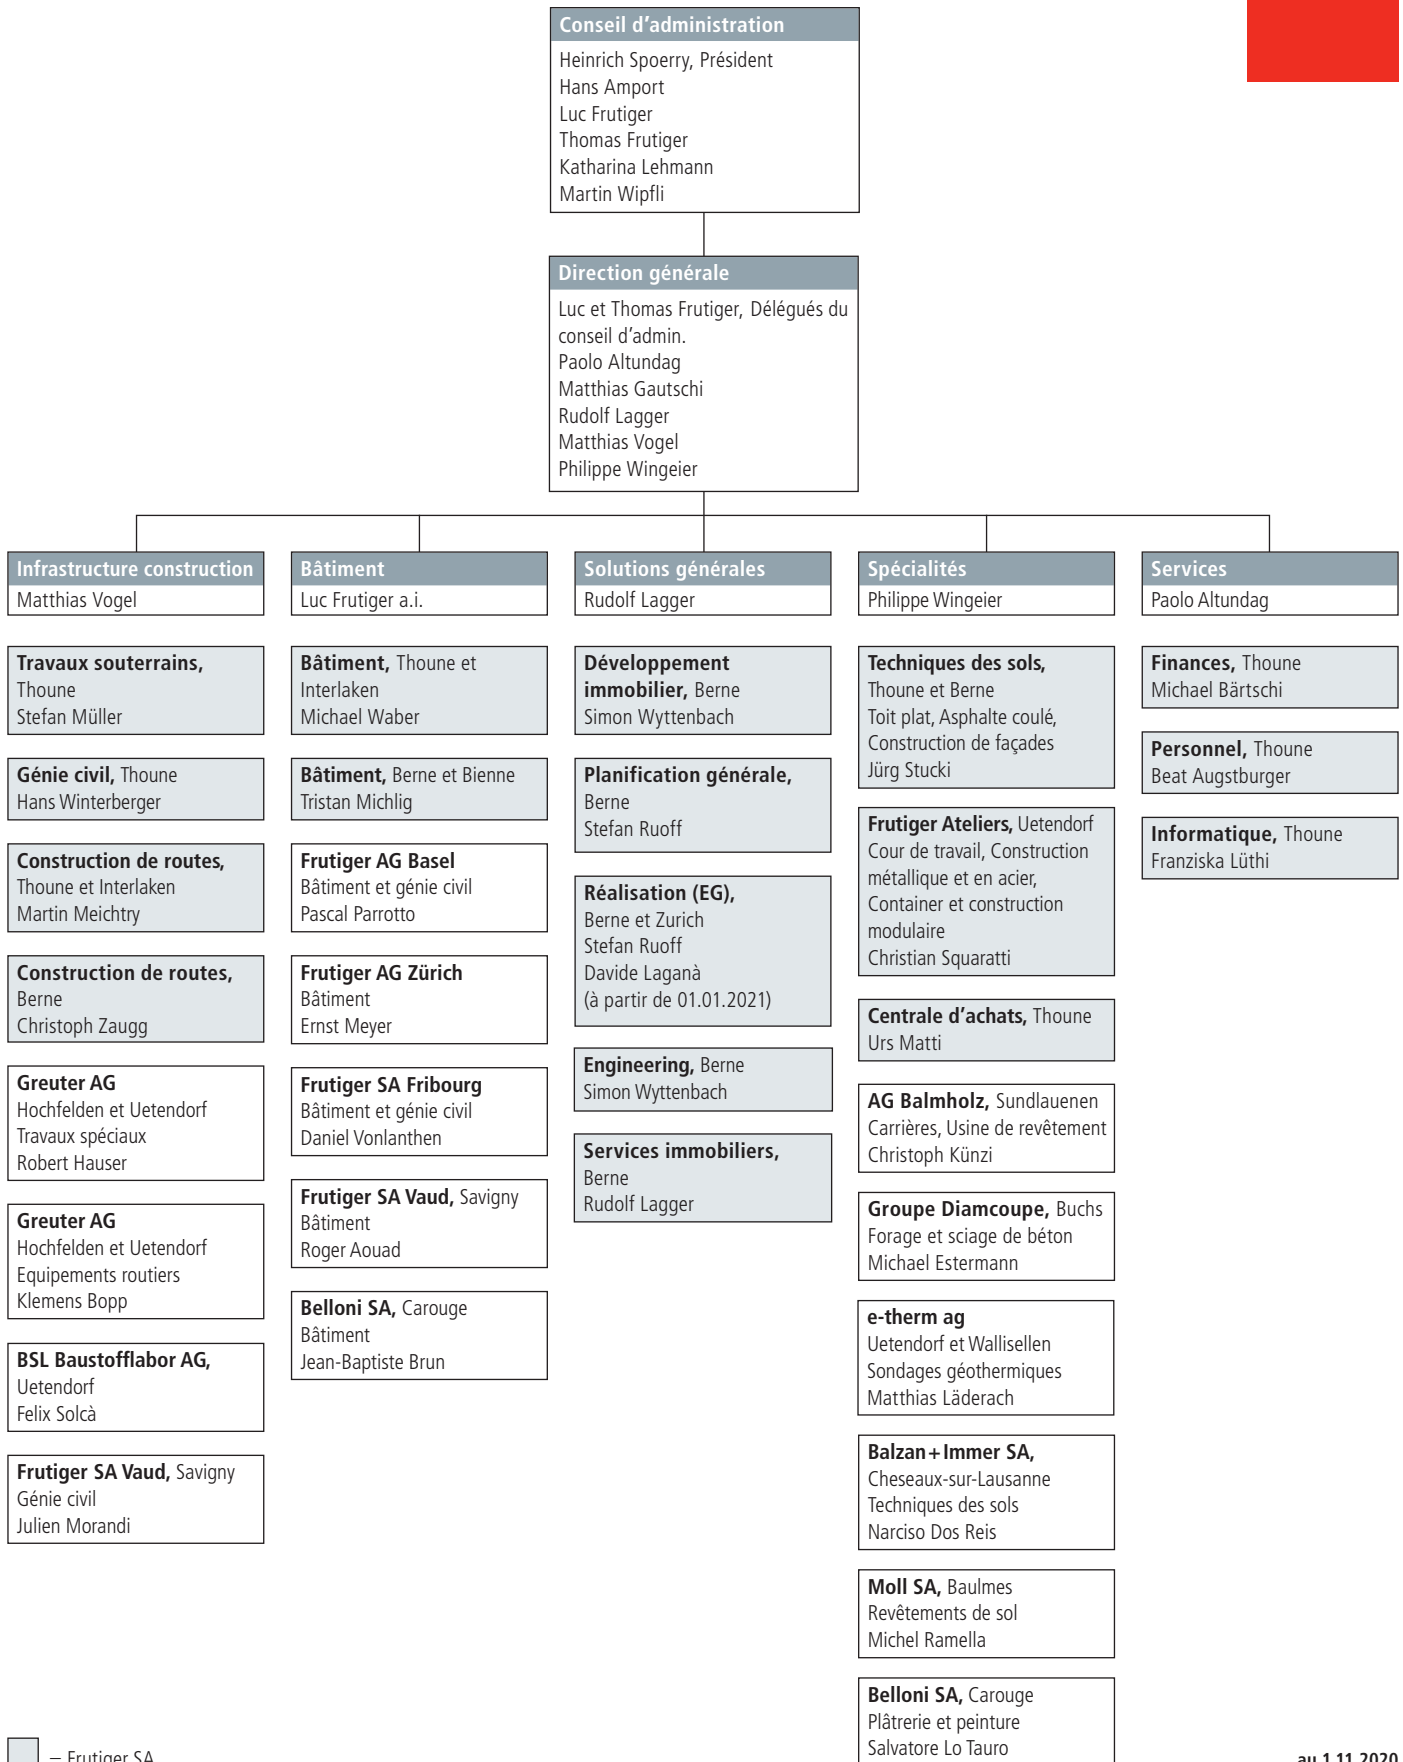 Conseil d’administration
Heinrich Spoerry, Président
Hans Amport
Luc Frutiger
Thomas Frutiger
Katharina Lehmann
Martin Wipfli
Direction générale
Luc et Thomas Frutiger, Délégués du
conseil d’admin.
Paolo Altundag
Matthias Gautschi
Rudolf Lagger
Matthias Vogel
Philippe Wingeier
Infrastructure construction
Matthias Vogel
Travaux souterrains,
Thoune
Stefan Müller
Génie civil, Thoune
Hans Winterberger
Construction de routes,
Thoune et Interlaken
Martin Meichtry
Construction de routes,
Berne
Christoph Zaugg
Greuter AG
Hochfelden et Uetendorf
Travaux spéciaux
Robert Hauser
Greuter AG
Hochfelden et Uetendorf
Equipements routiers
Klemens Bopp
BSL Baustofflabor AG,
Uetendorf
Felix Solcà
Frutiger SA Vaud, Savigny
Génie civil
Julien Morandi
Bâtiment
Luc Frutiger a.i.
Bâtiment, Thoune et
Interlaken
Michael Waber
Bâtiment, Berne et Bienne
Tristan Michlig
Frutiger AG Basel
Bâtiment et génie civil
Pascal Parrotto
Frutiger AG Zürich
Bâtiment
Ernst Meyer
Frutiger SA Fribourg
Bâtiment et génie civil
Daniel Vonlanthen
Frutiger SA Vaud, Savigny
Bâtiment
Roger Aouad
Belloni SA, Carouge
Bâtiment
Jean-Baptiste Brun
Solutions générales
Rudolf Lagger
Développement
immobilier, Berne
Simon Wyttenbach
Planification générale,
Berne
Stefan Ruoff
Réalisation (EG),
Berne et Zurich
Stefan Ruoff
Davide Laganà
(à partir de 01.01.2021)
Engineering, Berne
Simon Wyttenbach
Services immobiliers,
Berne
Rudolf Lagger
Spécialités
Philippe Wingeier
Techniques des sols,
Thoune et Berne
Toit plat, Asphalte coulé,
Construction de façades
Jürg Stucki
Frutiger Ateliers, Uetendorf
Cour de travail, Construction
métallique et en acier,
Container et construction
modulaire
Christian Squaratti
Centrale d’achats, Thoune
Urs Matti
AG Balmholz, Sundlauenen
Carrières, Usine de revêtement
Christoph Künzi
Groupe Diamcoupe, Buchs
Forage et sciage de béton
Michael Estermann
e-therm ag
Uetendorf et Wallisellen
Sondages géothermiques
Matthias Läderach
Balzan+Immer SA,
Cheseaux-sur-Lausanne
Techniques des sols
Narciso Dos Reis
Moll SA, Baulmes
Revêtements de sol
Michel Ramella
Belloni SA, Carouge
Plâtrerie et peinture
Salvatore Lo Tauro
Services
Paolo Altundag
Finances, Thoune
Michael Bärtschi
Personnel, Thoune
Beat Augstburger
Informatique, Thoune
Franziska Lüthi
= Frutiger SA
au 1.11.2020